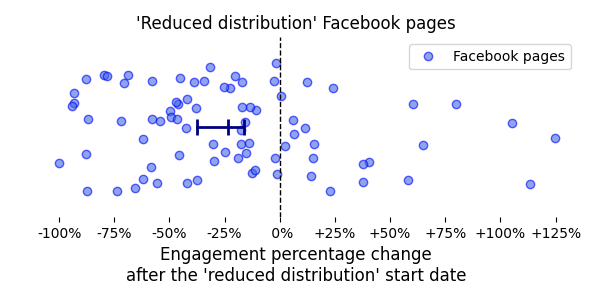 'Reduced distribution' Facebook pages
Facebook pages
-100% -75% -50% -25% 0% +25% +50% +75% +100% +125%
Engagement percentage change
after the 'reduced distribution' start date